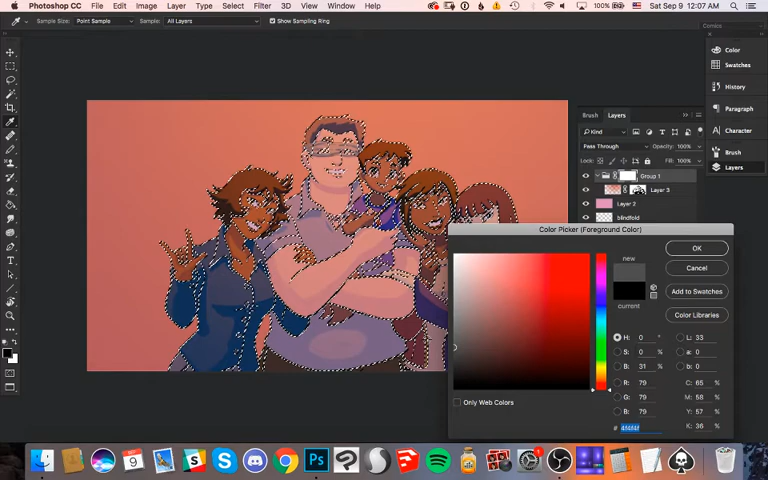 Photoshop CC File Edit Image Layer Type Select Filter 3D View Window Help 100% Sat Sep 9 12:07 AM
Sample Size: Point Sample Sample: All Layers Show Sampling Ring
Comics
Color
Swatches
History
Paragraph
Character
Brush
Layers
Brush Layers
Kind
Pass Through Opacity: 100%
Lock: Fill: 100%
Group 1
Layer 3
Layer 2
blindfold
Color Picker (Foreground Color)
new
current
OK
Cancel
Add to Swatches
Color Libraries
H: 0 ° L: 33
S: 0 % a: 0
B: 31 % b: 0
R: 79 C: 65 %
G: 79 M: 58 %
B: 79 Y: 57 %
# 4f4f4f K: 36 %
Only Web Colors
9
Ps